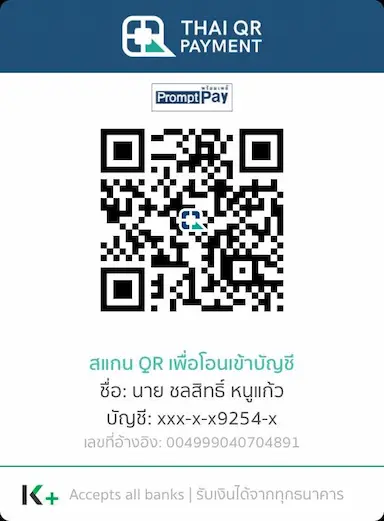 THAI QR
PAYMENT
พร้อมเพย์
PromptPay
สแกน QR เพื่อโอนเข้าบัญชี
ชื่อ: นาย ชลสิทธิ์ หนูแก้ว
บัญชี: xxx-x-x9254-x
เลขที่อ้างอิง: 004999040704891
K+ Accepts all banks | รับเงินได้จากทุกธนาคาร